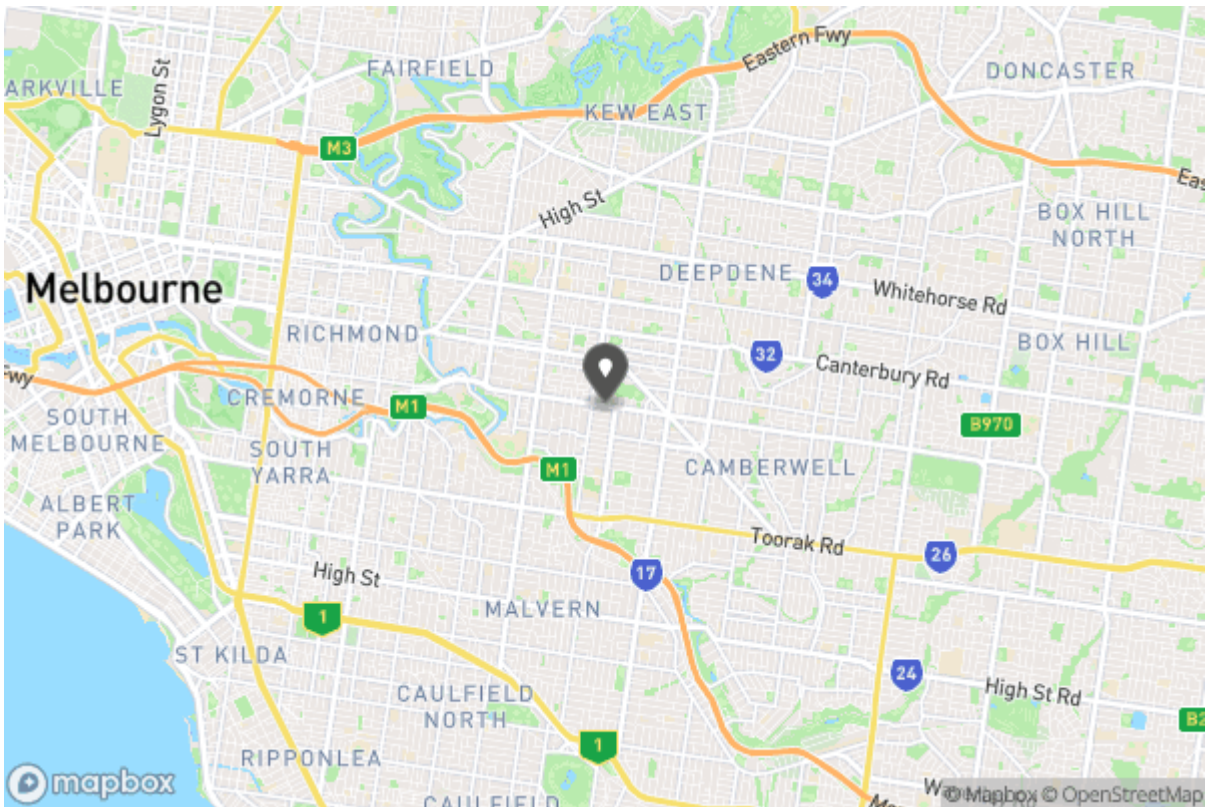 Eastern Fwy
FAIRFIELD
DONCASTER
ARKVILLE
Lygon St
KEW EAST
M3
Eas
High St
BOX HILL
NORTH
DEEPDENE
34
Melbourne
Whitehorse Rd
RICHMOND
BOX HILL
32
Canterbury Rd
Fwy
CREMORNE
M1
SOUTH
MELBOURNE
B970
SOUTH
YARRA
M1
CAMBERWELL
ALBERT
PARK
Toorak Rd
26
High St
17
MALVERN
1
ST KILDA
24
High St Rd
CAULFIELD
NORTH
B2
1
RIPPONLEA
mapbox
CAULFIELD
© Mapbox © OpenStreetMap